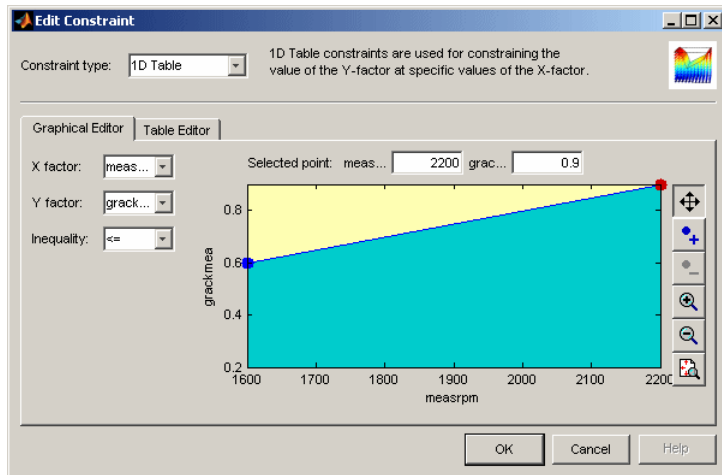 Edit Constraint
Constraint type: 1D Table
1D Table constraints are used for constraining the
value of the Y-factor at specific values of the X-factor.
Graphical Editor Table Editor
X factor: meas...
Y factor: grack...
Inequality: <=
Selected point: meas... 2200 grac... 0.9
0.8
0.6
0.4
0.2
grackmea
1600 1700 1800 1900 2000 2100 2200
measrpm
OK Cancel Help